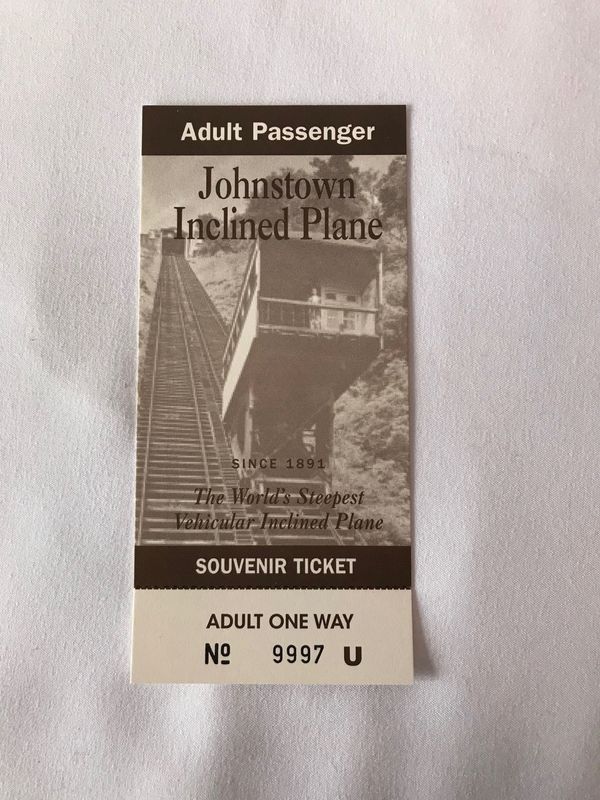 Adult Passenger
Johnstown
Inclined Plane
SINCE 1891
The World's Steepest
Vehicular Inclined Plane
SOUVENIR TICKET
ADULT ONE WAY
Nº 9997 U